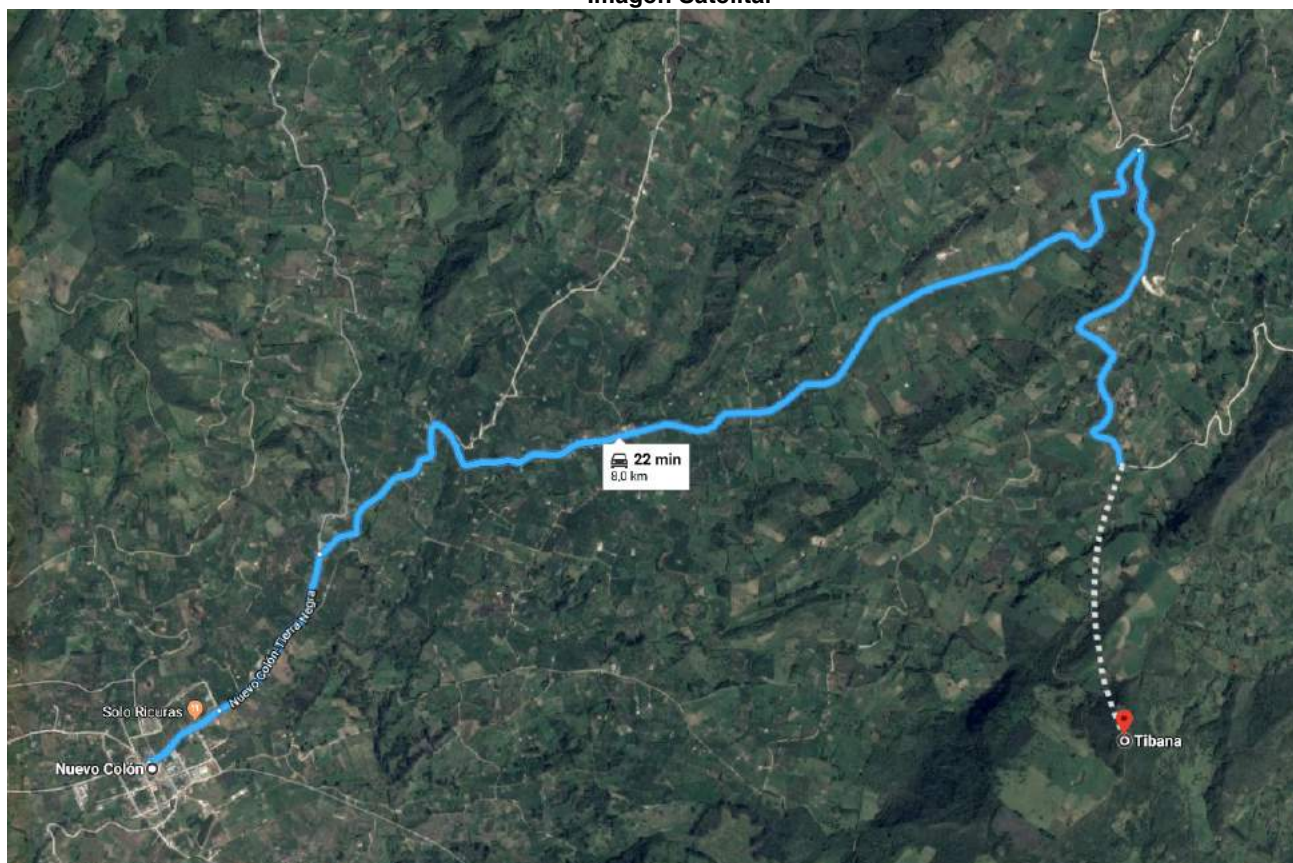 Imagen Satelital
22 min
8,0 km
Nuevo Colón-Tierra Negra
Solo Ricuras
Nuevo Colón
Tibana